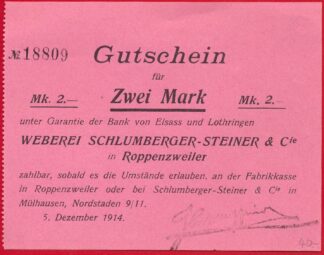 № 18809
Gutschein
für
Mk. 2.— Zwei Mark Mk. 2.—
unter Garantie der Bank von Elsass und Lothringen
WEBEREI SCHLUMBERGER-STEINER & Cie
in Roppenzweiler
zahlbar, sobald es die Umstände erlauben, an der Fabrikkasse
in Roppenzweiler oder bei Schlumberger-Steiner & Cie in
Mülhausen, Nordstaden 9/11.
5. Dezember 1914.